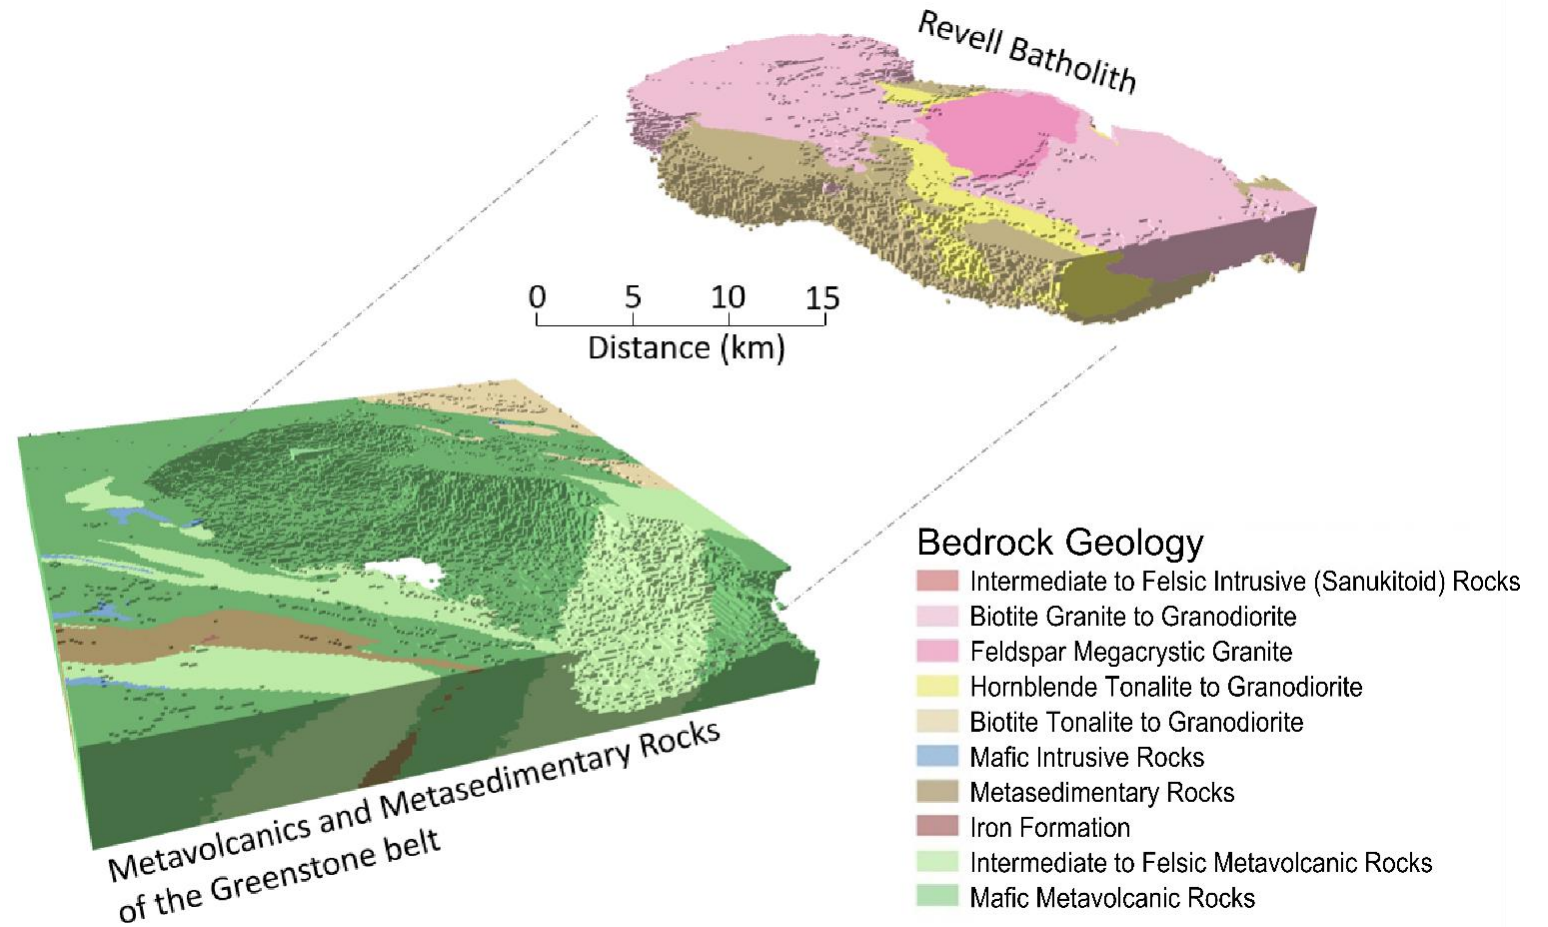 Revell Batholith
0 5 10 15
Distance (km)
Metavolcanics and Metasedimentary Rocks
of the Greenstone belt
Bedrock Geology
Intermediate to Felsic Intrusive (Sanukitoid) Rocks
Biotite Granite to Granodiorite
Feldspar Megacrystic Granite
Hornblende Tonalite to Granodiorite
Biotite Tonalite to Granodiorite
Mafic Intrusive Rocks
Metasedimentary Rocks
Iron Formation
Intermediate to Felsic Metavolcanic Rocks
Mafic Metavolcanic Rocks